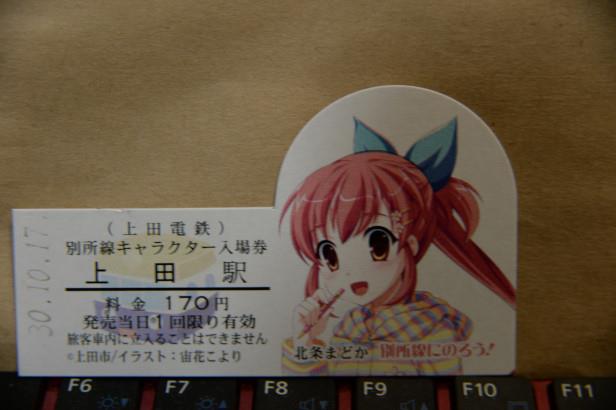 30.10.17.
(上田電鉄)
別所線キャラクター入場券
上田駅
料金 170円
発売当日1回限り有効
旅客車内に立入ることはできません
©上田市/イラスト:宙花こより
北条まどか 別所線にのろう!
F6 F7 F8 F9 F10 F11